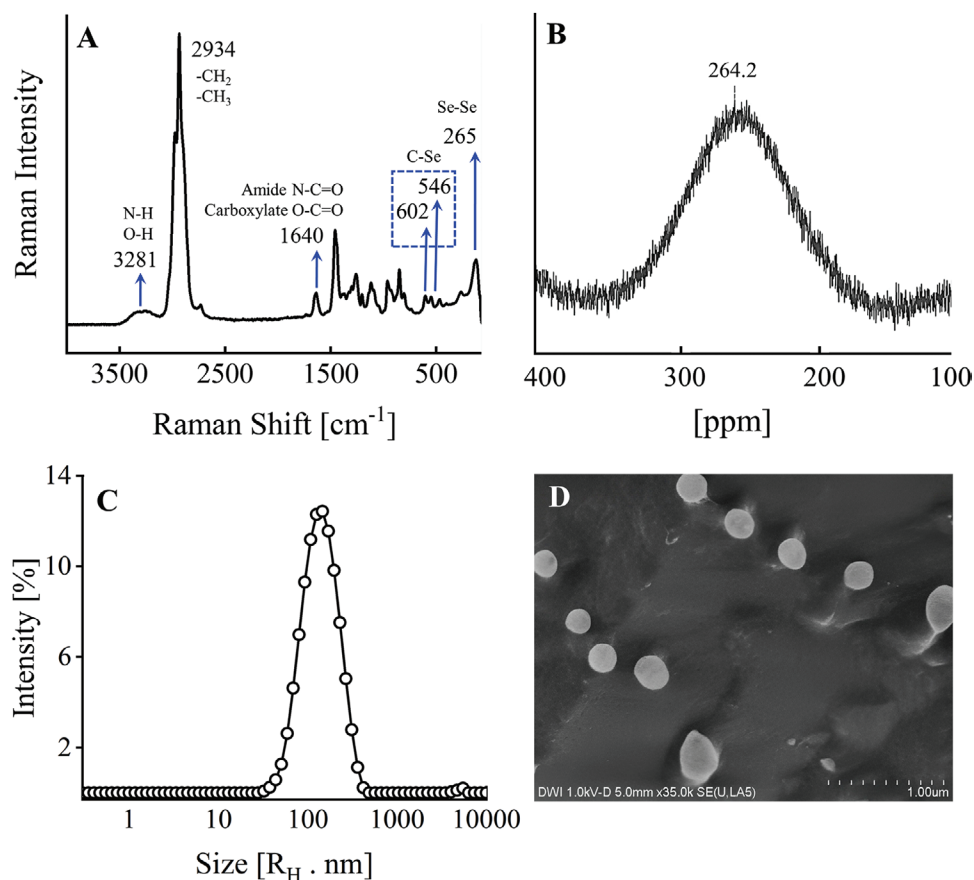 A
2934
-CH2
-CH3
Se-Se
265
C-Se
546
602
Amide N-C=O
Carboxylate O-C=O
1640
N-H
O-H
3281
Raman Intensity
3500
2500
1500
500
Raman Shift [cm-1]
B
264.2
400
300
200
100
[ppm]
C
14
10
6
2
Intensity [%]
1
10
100
1000
10000
Size [RH . nm]
D
DWI 1.0kV-D 5.0mm x35.0k SE(U,LA5)
1.00um